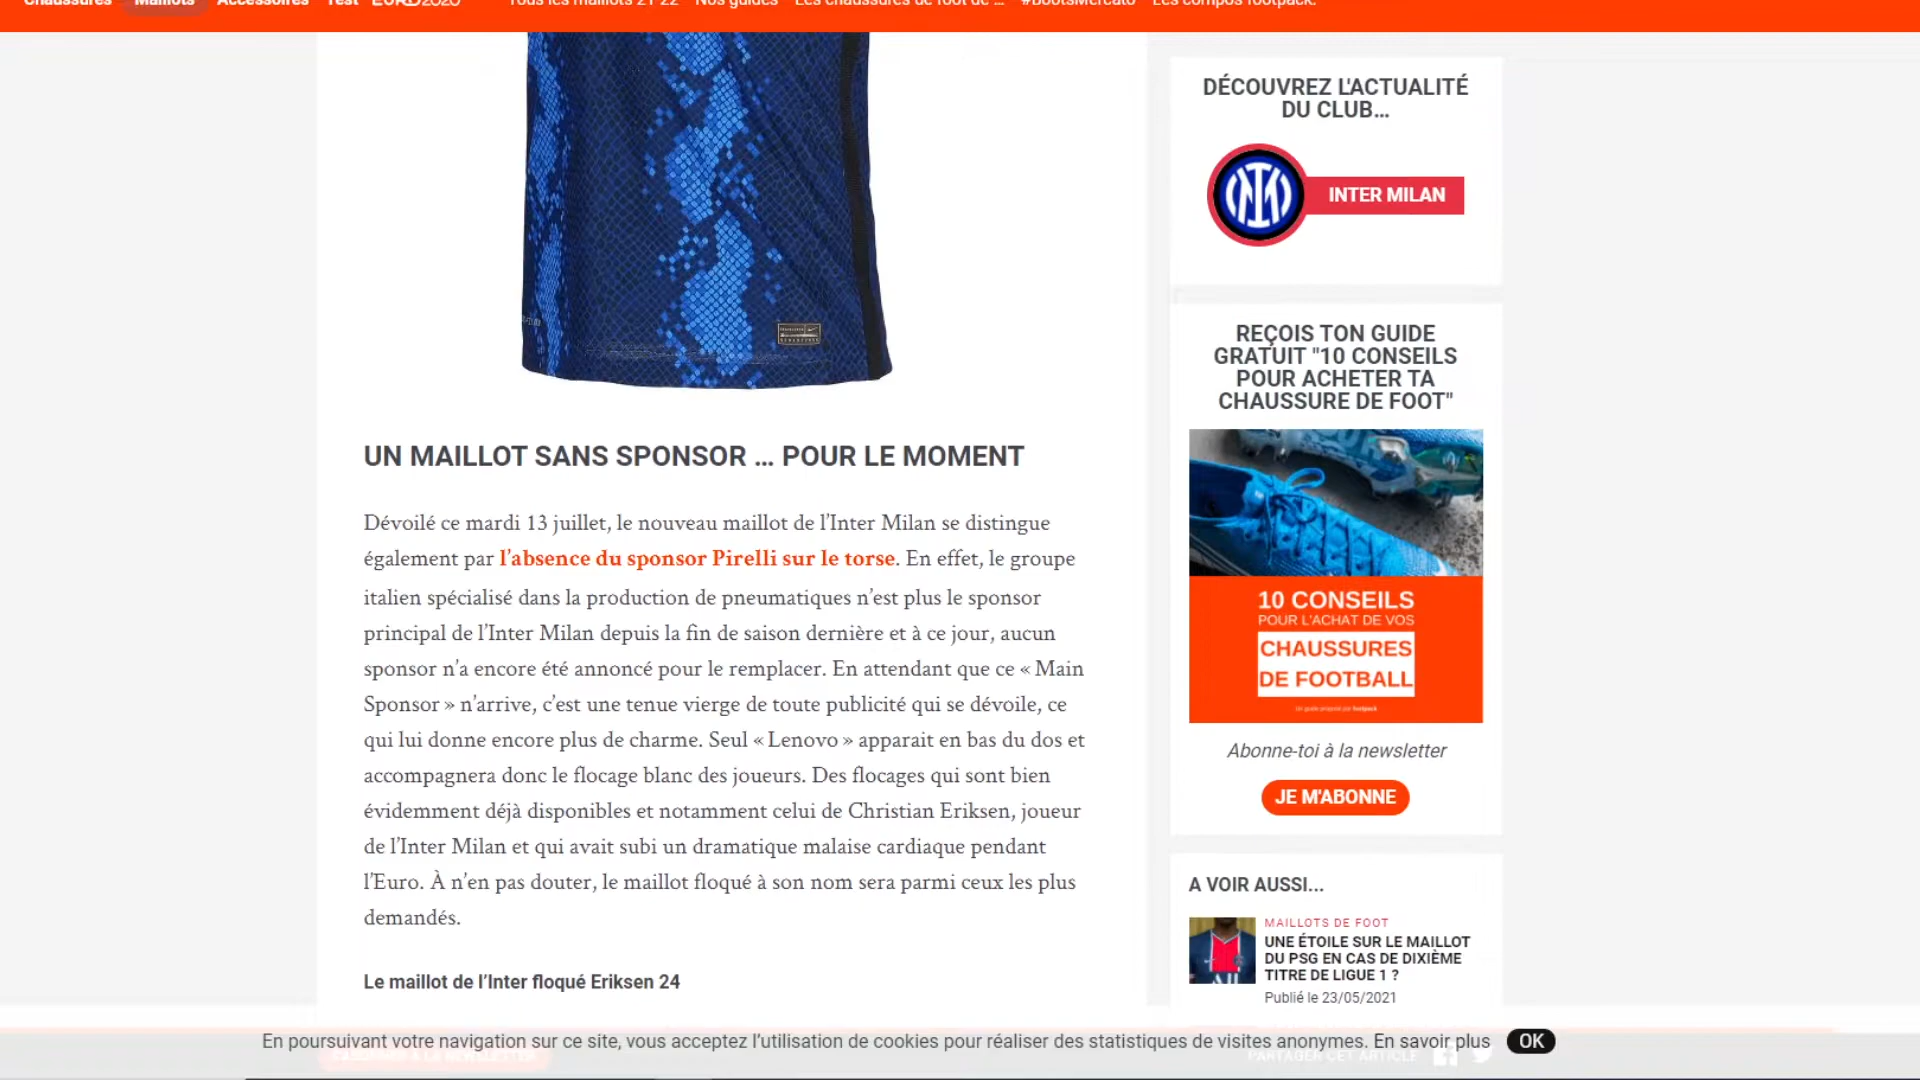 Chaussures Maillots Accessoires Test EURO2020 Tous les maillots 21-22 Nos guides Les chaussures de foot de ... #BootsMercato Les compos footpack.
UN MAILLOT SANS SPONSOR … POUR LE MOMENT
Dévoilé ce mardi 13 juillet, le nouveau maillot de l’Inter Milan se distingue
également par l’absence du sponsor Pirelli sur le torse. En effet, le groupe
italien spécialisé dans la production de pneumatiques n’est plus le sponsor
principal de l’Inter Milan depuis la fin de saison dernière et à ce jour, aucun
sponsor n’a encore été annoncé pour le remplacer. En attendant que ce « Main
Sponsor » n’arrive, c’est une tenue vierge de toute publicité qui se dévoile, ce
qui lui donne encore plus de charme. Seul « Lenovo » apparait en bas du dos et
accompagnera donc le flocage blanc des joueurs. Des flocages qui sont bien
évidemment déjà disponibles et notamment celui de Christian Eriksen, joueur
de l’Inter Milan et qui avait subi un dramatique malaise cardiaque pendant
l’Euro. À n’en pas douter, le maillot floqué à son nom sera parmi ceux les plus
demandés.
Le maillot de l’Inter floqué Eriksen 24
DÉCOUVREZ L'ACTUALITÉ
DU CLUB…
INTER MILAN
REÇOIS TON GUIDE
GRATUIT "10 CONSEILS
POUR ACHETER TA
CHAUSSURE DE FOOT"
10 CONSEILS
POUR L'ACHAT DE VOS
CHAUSSURES
DE FOOTBALL
Un guide proposé par footpack
Abonne-toi à la newsletter
JE M'ABONNE
A VOIR AUSSI...
MAILLOTS DE FOOT
UNE ÉTOILE SUR LE MAILLOT
DU PSG EN CAS DE DIXIÈME
TITRE DE LIGUE 1 ?
Publié le 23/05/2021
En poursuivant votre navigation sur ce site, vous acceptez l’utilisation de cookies pour réaliser des statistiques de visites anonymes. En savoir plus OK
S'ABONNER À LA NEWSLETTER
PARTAGER CET ARTICLE